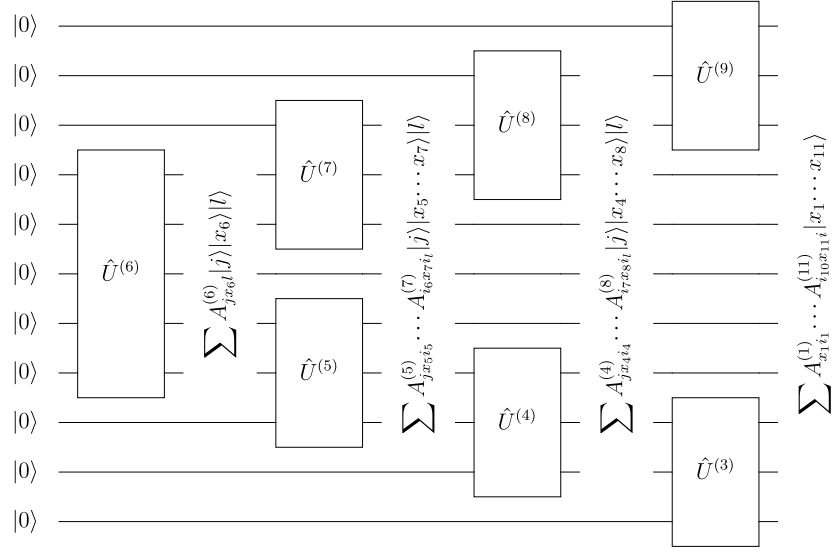 |0⟩
|0⟩
|0⟩
|0⟩
|0⟩
|0⟩
|0⟩
|0⟩
|0⟩
|0⟩
|0⟩
Û⁽⁶⁾
∑ A^{(6)}_{jx_6l}|j⟩|x_6⟩|l⟩
Û⁽⁷⁾
Û⁽⁵⁾
∑ A^{(5)}_{jx_5i_5} ⋯ A^{(7)}_{i_6x_7i_l}|j⟩|x_5 ⋯ x_7⟩|l⟩
Û⁽⁸⁾
Û⁽⁴⁾
∑ A^{(4)}_{jx_4i_4} ⋯ A^{(8)}_{i_7x_8i_l}|j⟩|x_4 ⋯ x_8⟩|l⟩
Û⁽⁹⁾
Û⁽³⁾
∑ A^{(1)}_{x_1i_1} ⋯ A^{(11)}_{i_{10}x_{11}i}|x_1 ⋯ x_{11}⟩